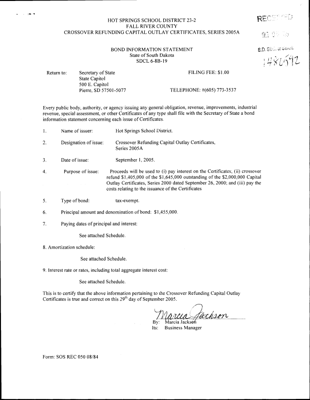 HOT SPRINGS SCHOOL DISTRICT 23-2
FALL RIVER COUNTY
CROSSOVER REFUNDING CAPITAL OUTLAY CERTIFICATES, SERIES 2005A
BOND INFORMATION STATEMENT
State of South Dakota
SDCL 6-8B-19
Return to: Secretary of State FILING FEE: $1.00
State Capitol
500 E. Capitol
Pierre, SD 57501-5077 TELEPHONE: #(605) 773-3537
Every public body, authority, or agency issuing any general obligation, revenue, improvements, industrial
revenue, special assessment, or other Certificates of any type shall file with the Secretary of State a bond
information statement concerning each issue of Certificates.
1. Name of issuer: Hot Springs School District.
2. Designation of issue: Crossover Refunding Capital Outlay Certificates,
Series 2005A
3. Date of issue: September 1, 2005.
4. Purpose of issue: Proceeds will be used to (i) pay interest on the Certificates, (ii) crossover
refund $1,405,000 of the $1,645,000 outstanding of the $2,000,000 Capital
Outlay Certificates, Series 2000 dated September 26, 2000; and (iii) pay the
costs relating to the issuance of the Certificates
5. Type of bond: tax-exempt.
6. Principal amount and denomination of bond: $1,455,000
7. Paying dates of principal and interest:
See attached Schedule.
8. Amortization schedule:
See attached Schedule.
9. Interest rate or rates, including total aggregate interest cost:
See attached Schedule.
This is to certify that the above information pertaining to the Crossover Refunding Capital Outlay
Certificates is true and correct on this 29th day of September 2005.
Marcia Jackson
By: Marcia Jackson
Its: Business Manager
Form: SOS REC 050 08/84